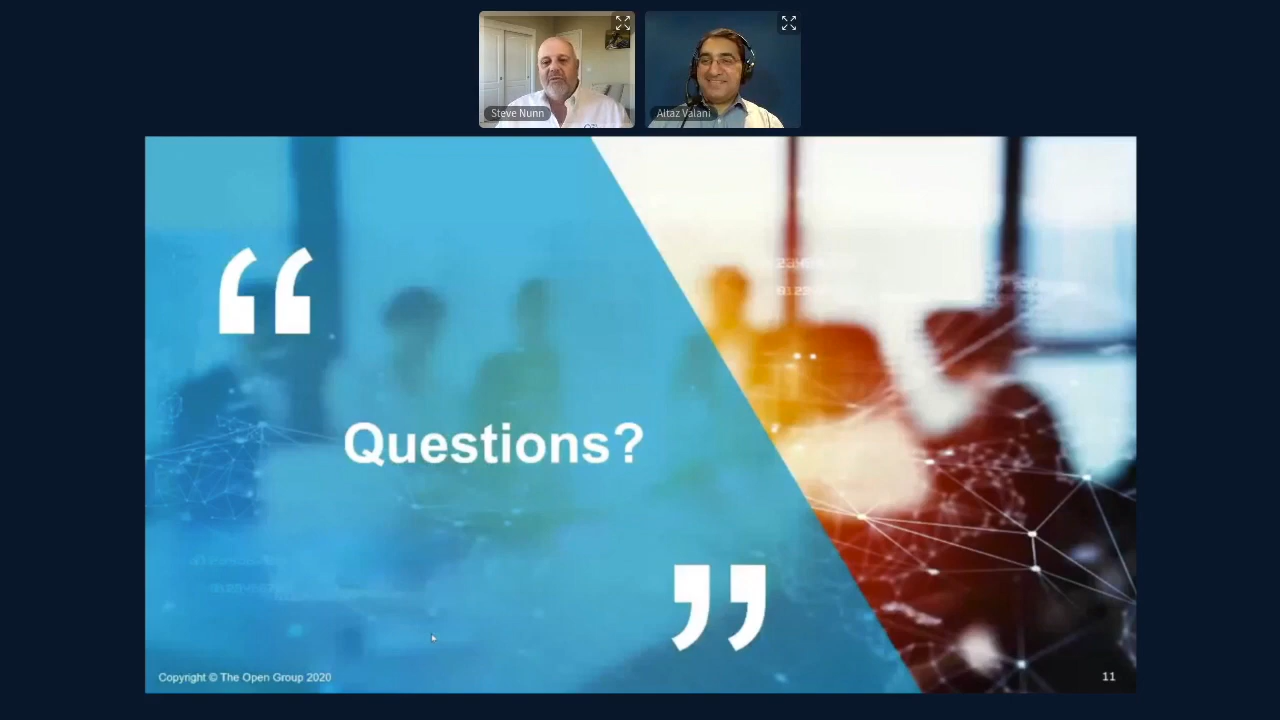 Steve Nunn
Altaz Valani
“
Questions?
”
Copyright © The Open Group 2020
11